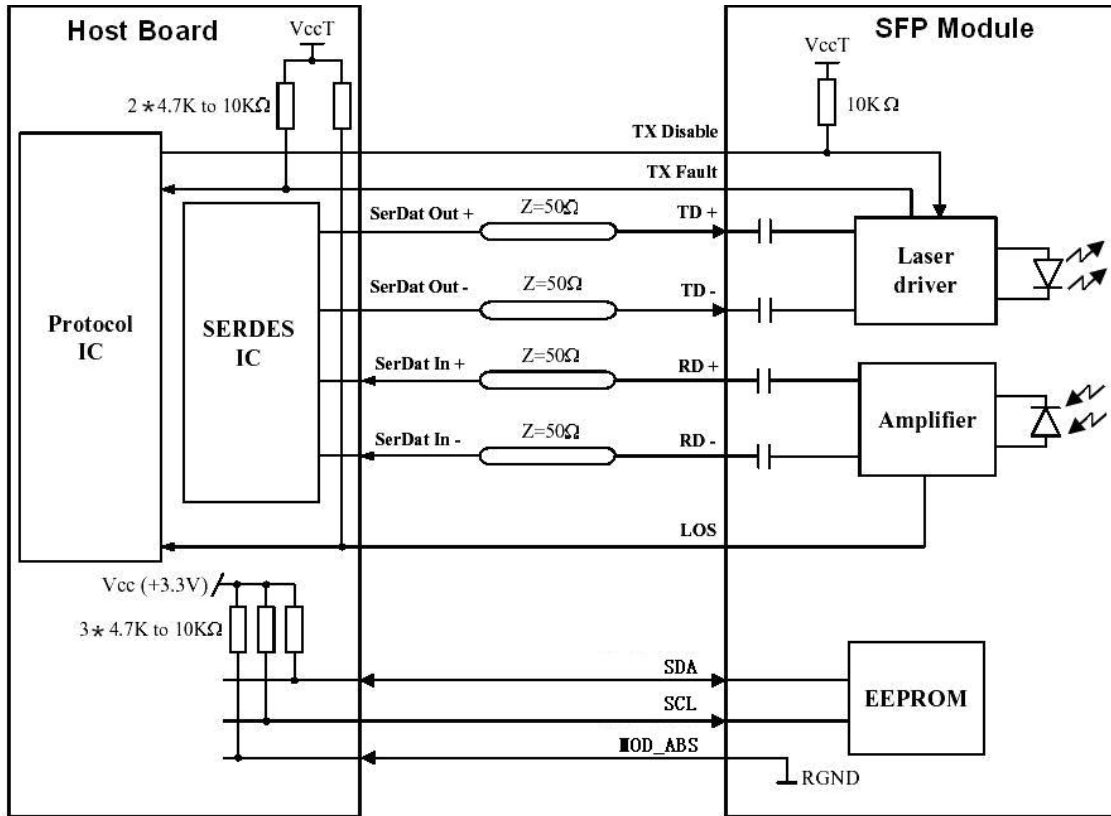 Host Board
SFP Module
VccT
VccT
2*4.7K to 10KΩ
10KΩ
TX Disable
TX Fault
SerDat Out +
Z=50Ω
TD +
Laser
driver
SerDat Out -
Z=50Ω
TD -
Protocol
IC
SERDES
IC
SerDat In +
Z=50Ω
RD +
Amplifier
SerDat In -
Z=50Ω
RD -
LOS
Vcc (+3.3V)
3*4.7K to 10KΩ
SDA
SCL
EEPROM
MOD_ABS
RGND